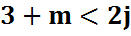 3 + m < 2j